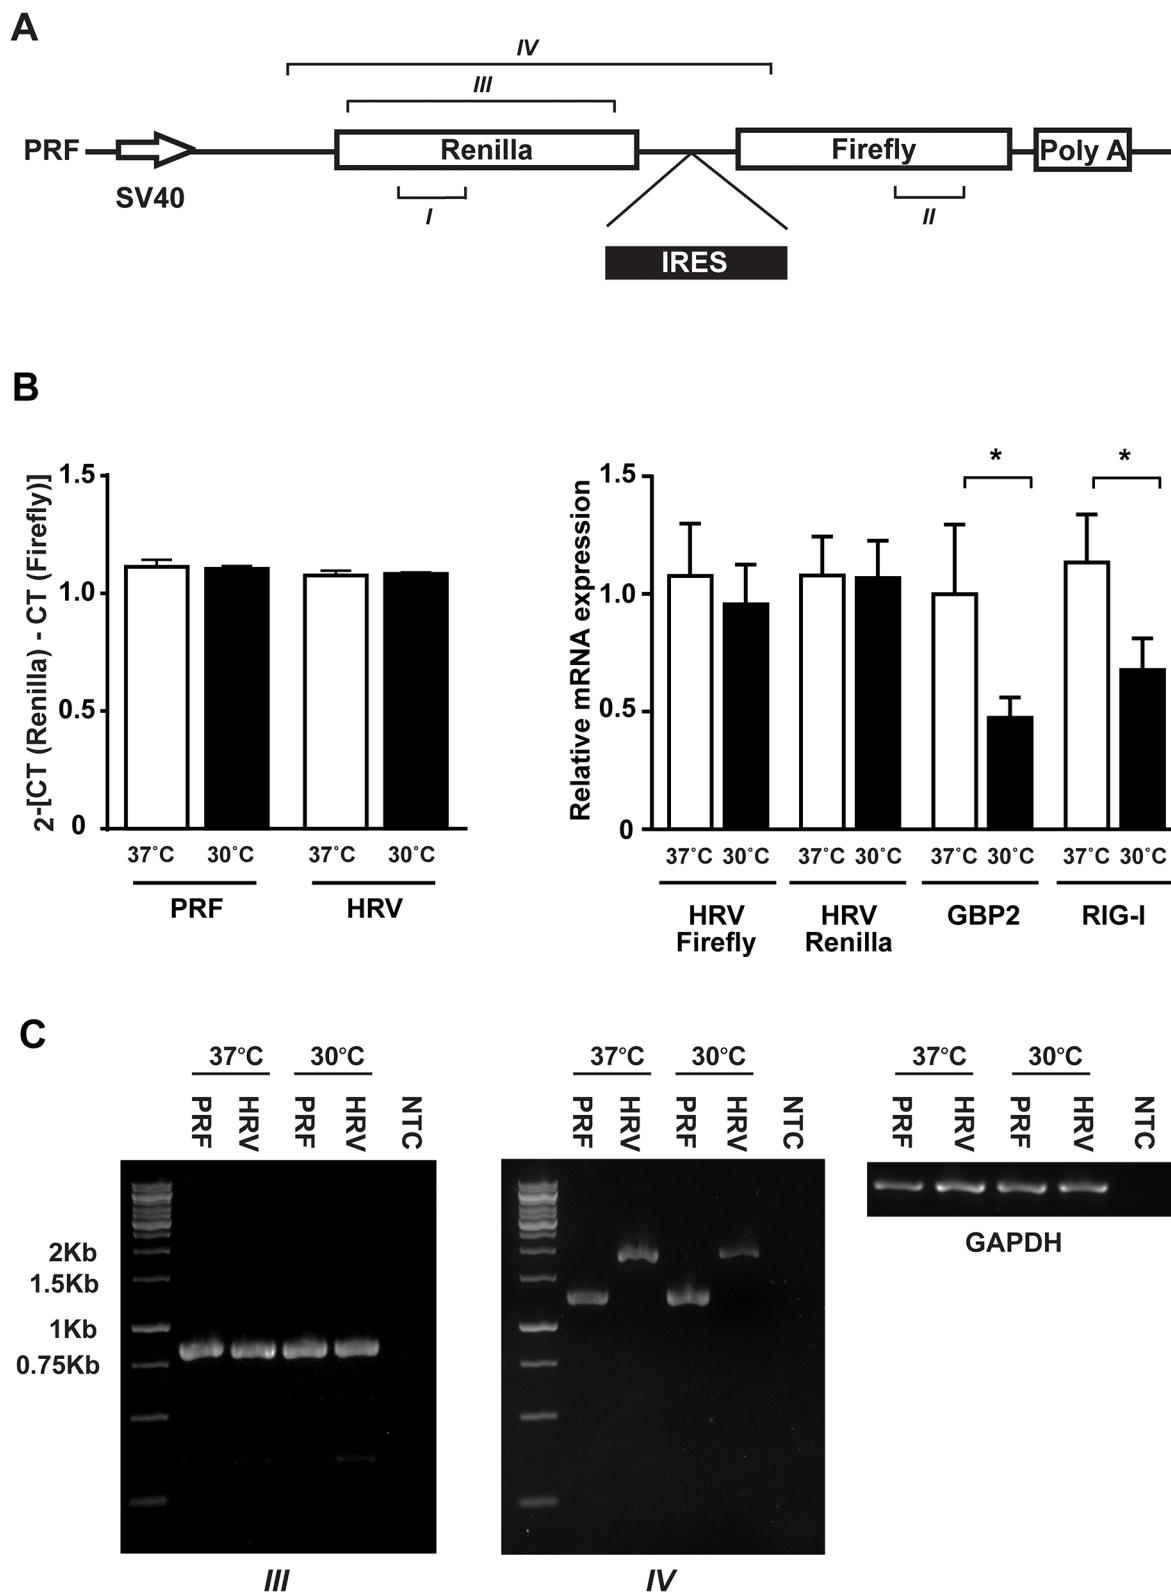 A
IV
III
PRF
Renilla
Firefly
Poly A
SV40
I
II
IRES
B
2-[CT (Renilla) - CT (Firefly)]
1.5
1.0
0.5
0
37˚C 30˚C 37˚C 30˚C
PRF HRV
Relative mRNA expression
1.5
1.0
0.5
0
* *
37˚C 30˚C 37˚C 30˚C 37˚C 30˚C 37˚C 30˚C
HRV Firefly
HRV Renilla
GBP2
RIG-I
C
37°C 30°C
PRF HRV PRF HRV NTC
2Kb
1.5Kb
1Kb
0.75Kb
III
37°C 30°C
PRF HRV PRF HRV NTC
IV
37°C 30°C
PRF HRV PRF HRV NTC
GAPDH